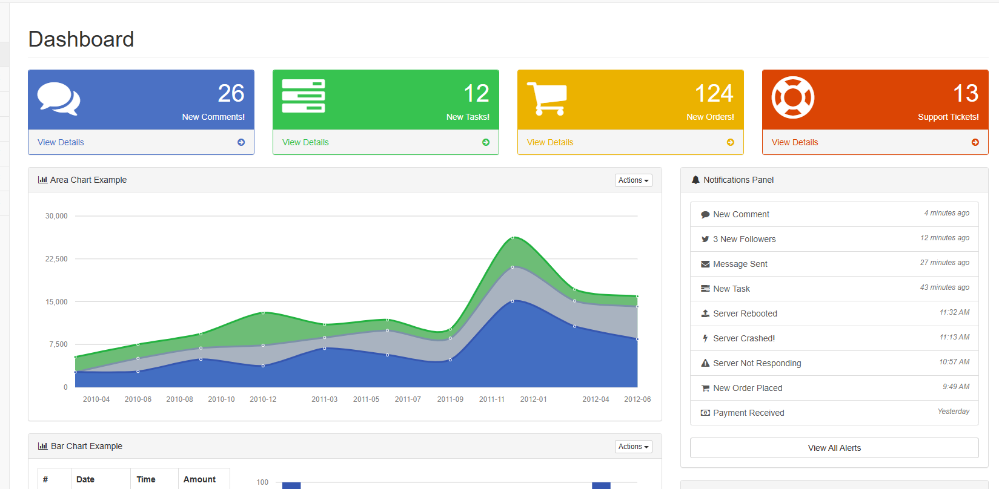 Dashboard
26
New Comments!
View Details
12
New Tasks!
View Details
124
New Orders!
View Details
13
Support Tickets!
View Details
Area Chart Example
Actions
30,000
22,500
15,000
7,500
0
2010-04 2010-06 2010-08 2010-10 2010-12 2011-03 2011-05 2011-07 2011-09 2011-11 2012-01 2012-04 2012-06
Notifications Panel
New Comment 4 minutes ago
3 New Followers 12 minutes ago
Message Sent 27 minutes ago
New Task 43 minutes ago
Server Rebooted 11:32 AM
Server Crashed! 11:13 AM
Server Not Responding 10:57 AM
New Order Placed 9:49 AM
Payment Received Yesterday
View All Alerts
Bar Chart Example
Actions
# Date Time Amount
100